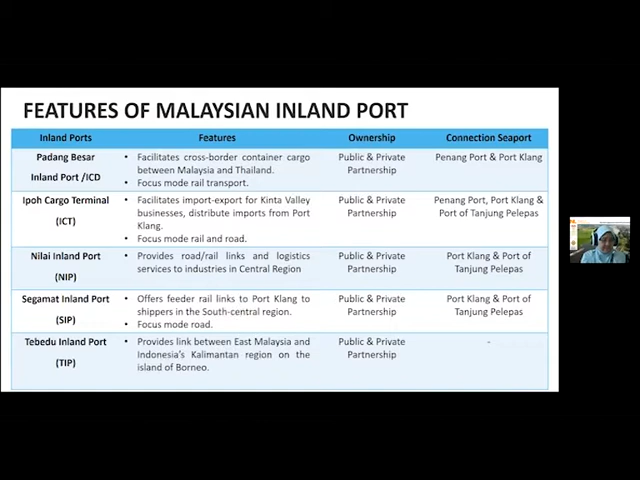 FEATURES OF MALAYSIAN INLAND PORT
Inland Ports Features Ownership Connection Seaport
Padang Besar
Inland Port /ICD
• Facilitates cross-border container cargo
between Malaysia and Thailand.
• Focus mode rail transport.
Public & Private
Partnership
Penang Port & Port Klang
Ipoh Cargo Terminal
(ICT)
• Facilitates import-export for Kinta Valley
businesses, distribute imports from Port
Klang.
• Focus mode rail and road.
Public & Private
Partnership
Penang Port, Port Klang &
Port of Tanjung Pelepas
Nilai Inland Port
(NIP)
• Provides road/rail links and logistics
services to industries in Central Region
Public & Private
Partnership
Port Klang & Port of
Tanjung Pelepas
Segamat Inland Port
(SIP)
• Offers feeder rail links to Port Klang to
shippers in the South-central region.
• Focus mode road.
Public & Private
Partnership
Port Klang & Port of
Tanjung Pelepas
Tebedu Inland Port
(TIP)
• Provides link between East Malaysia and
Indonesia's Kalimantan region on the
island of Borneo.
Public & Private
Partnership
-